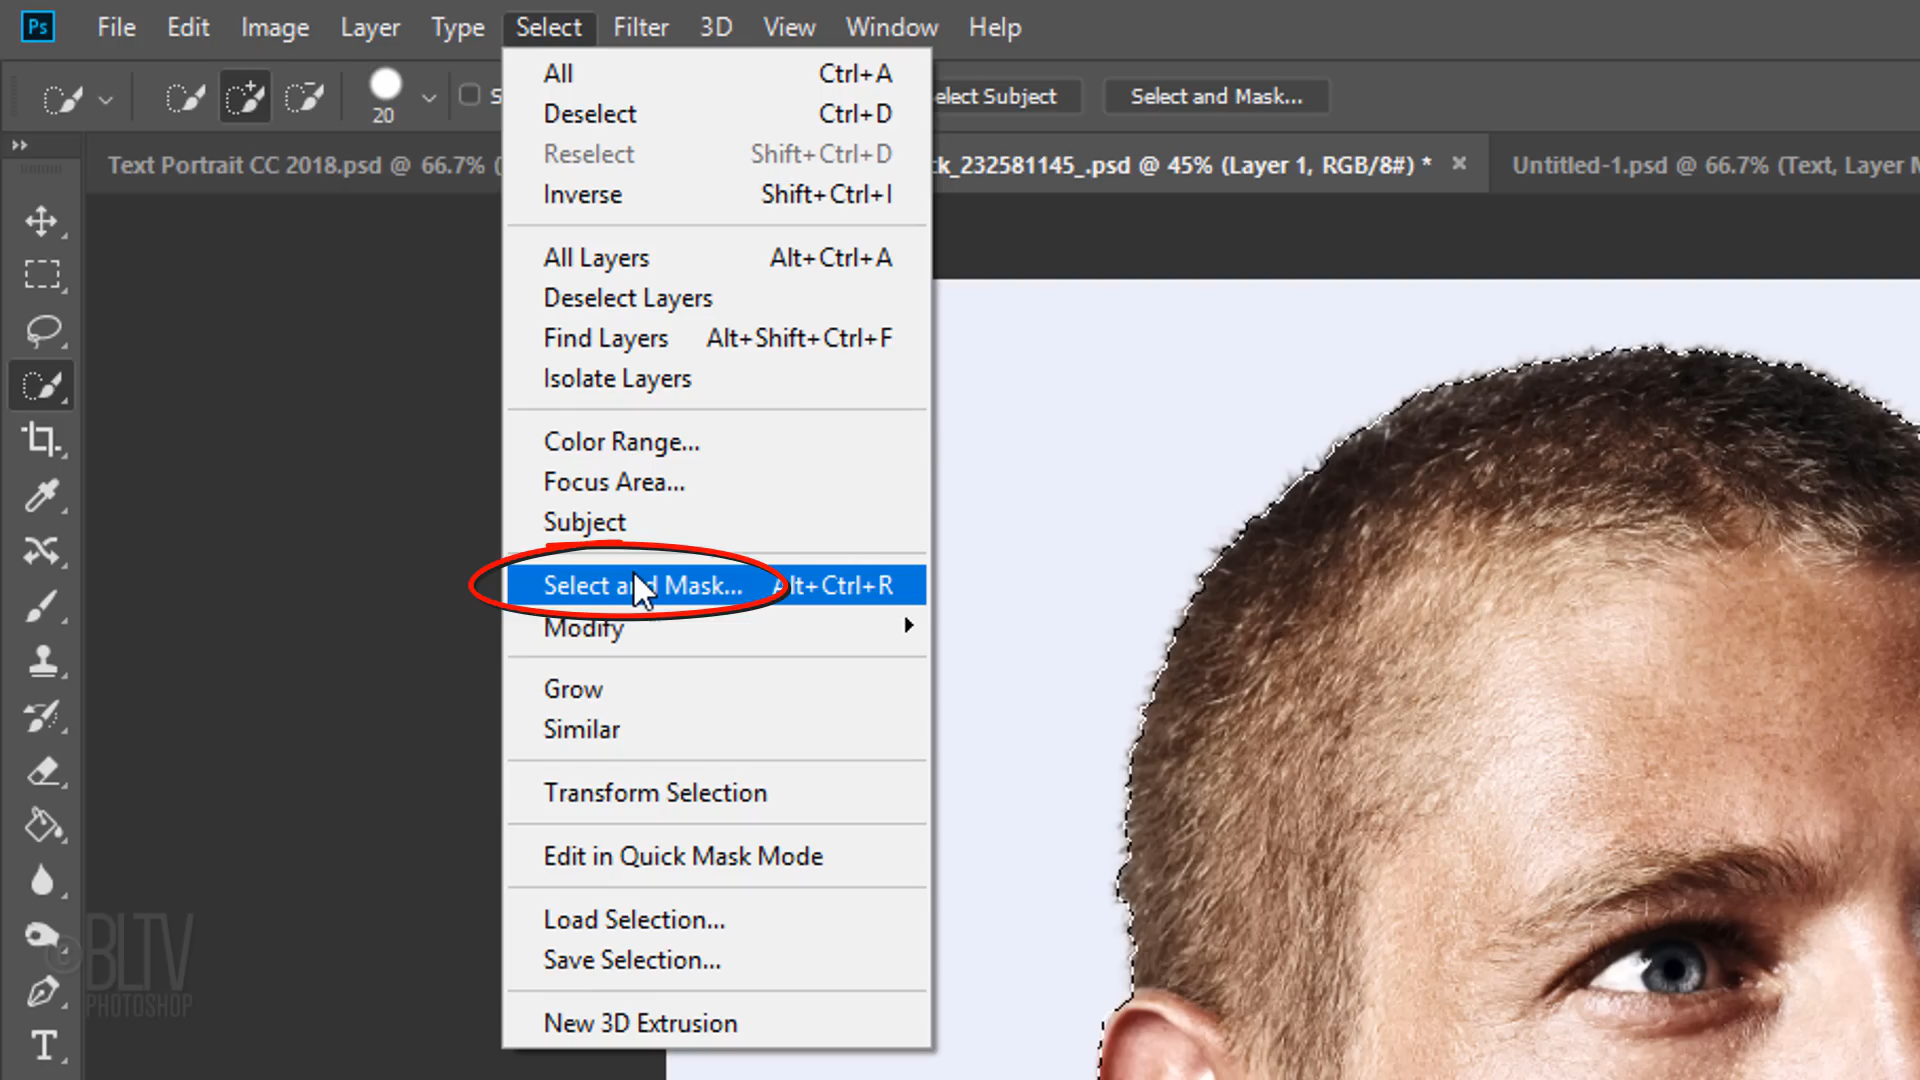 Ps File Edit Image Layer Type Select Filter 3D View Window Help
20 S elect Subject Select and Mask...
Text Portrait CC 2018.psd @ 66.7% ( ck_232581145_.psd @ 45% (Layer 1, RGB/8#) * × Untitled-1.psd @ 66.7% (Text, Layer M
All Ctrl+A
Deselect Ctrl+D
Reselect Shift+Ctrl+D
Inverse Shift+Ctrl+I
All Layers Alt+Ctrl+A
Deselect Layers
Find Layers Alt+Shift+Ctrl+F
Isolate Layers
Color Range...
Focus Area...
Subject
Select and Mask... Alt+Ctrl+R
Modify
Grow
Similar
Transform Selection
Edit in Quick Mask Mode
Load Selection...
Save Selection...
New 3D Extrusion
© BLTV
PHOTOSHOP
T